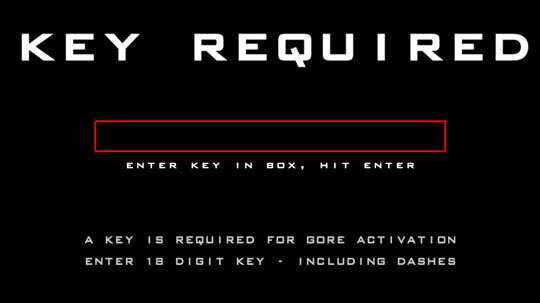 KEY REQUIRED
ENTER KEY IN BOX, HIT ENTER
A KEY IS REQUIRED FOR GORE ACTIVATION
ENTER 18 DIGIT KEY - INCLUDING DASHES